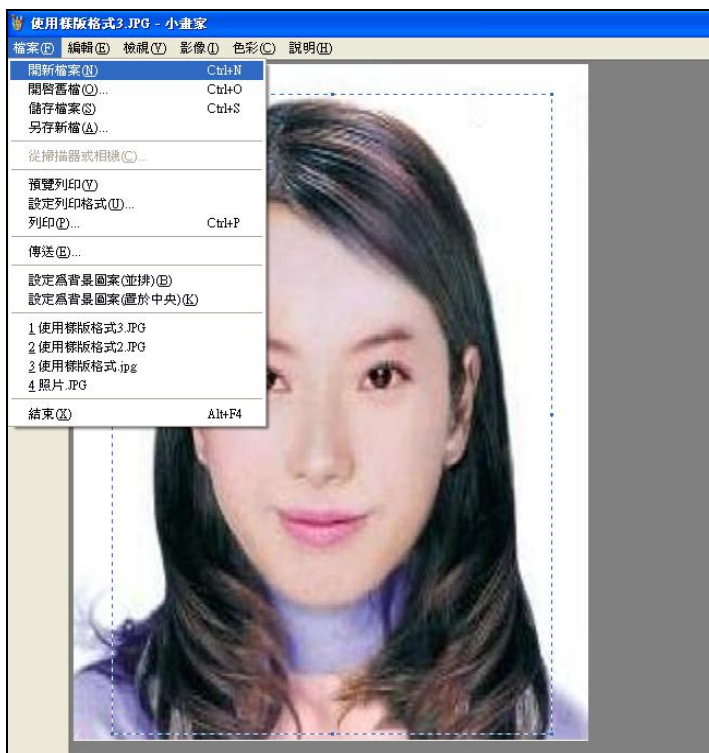 使用樣版格式3.JPG - 小畫家
檔案(F) 編輯(E) 檢視(V) 影像(I) 色彩(C) 說明(H)
開新檔案(N) Ctrl+N
開啓舊檔(O)... Ctrl+O
儲存檔案(S) Ctrl+S
另存新檔(A)...
從掃描器或相機(C)...
預覽列印(V)
設定列印格式(U)...
列印(P)... Ctrl+P
傳送(E)...
設定爲背景圖案(並排)(B)
設定爲背景圖案(置於中央)(K)
1 使用樣版格式3.JPG
2 使用樣版格式2.JPG
3 使用樣版格式.jpg
4 照片.JPG
結束(X) Alt+F4